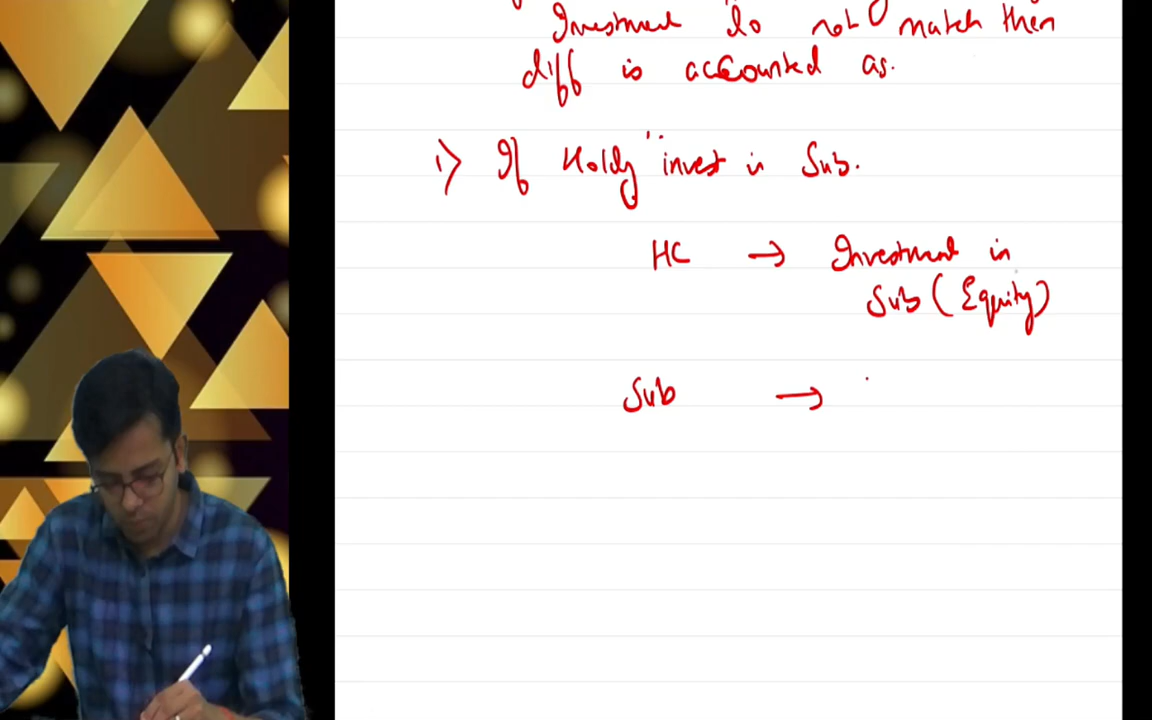 Investment do not match then
diff is accounted as.
1) If Holdg invest in Sub.
HC → Investment in
Sub (Equity)
Sub →